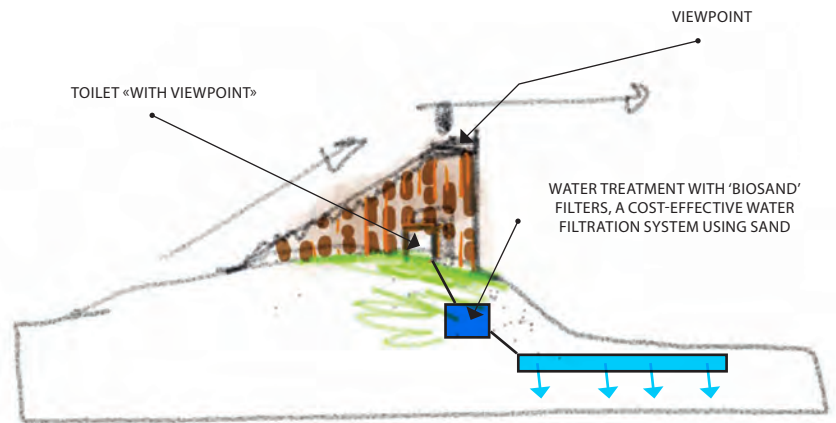 VIEWPOINT
TOILET «WITH VIEWPOINT»
WATER TREATMENT WITH ‘BIOSAND’
FILTERS, A COST-EFFECTIVE WATER
FILTRATION SYSTEM USING SAND